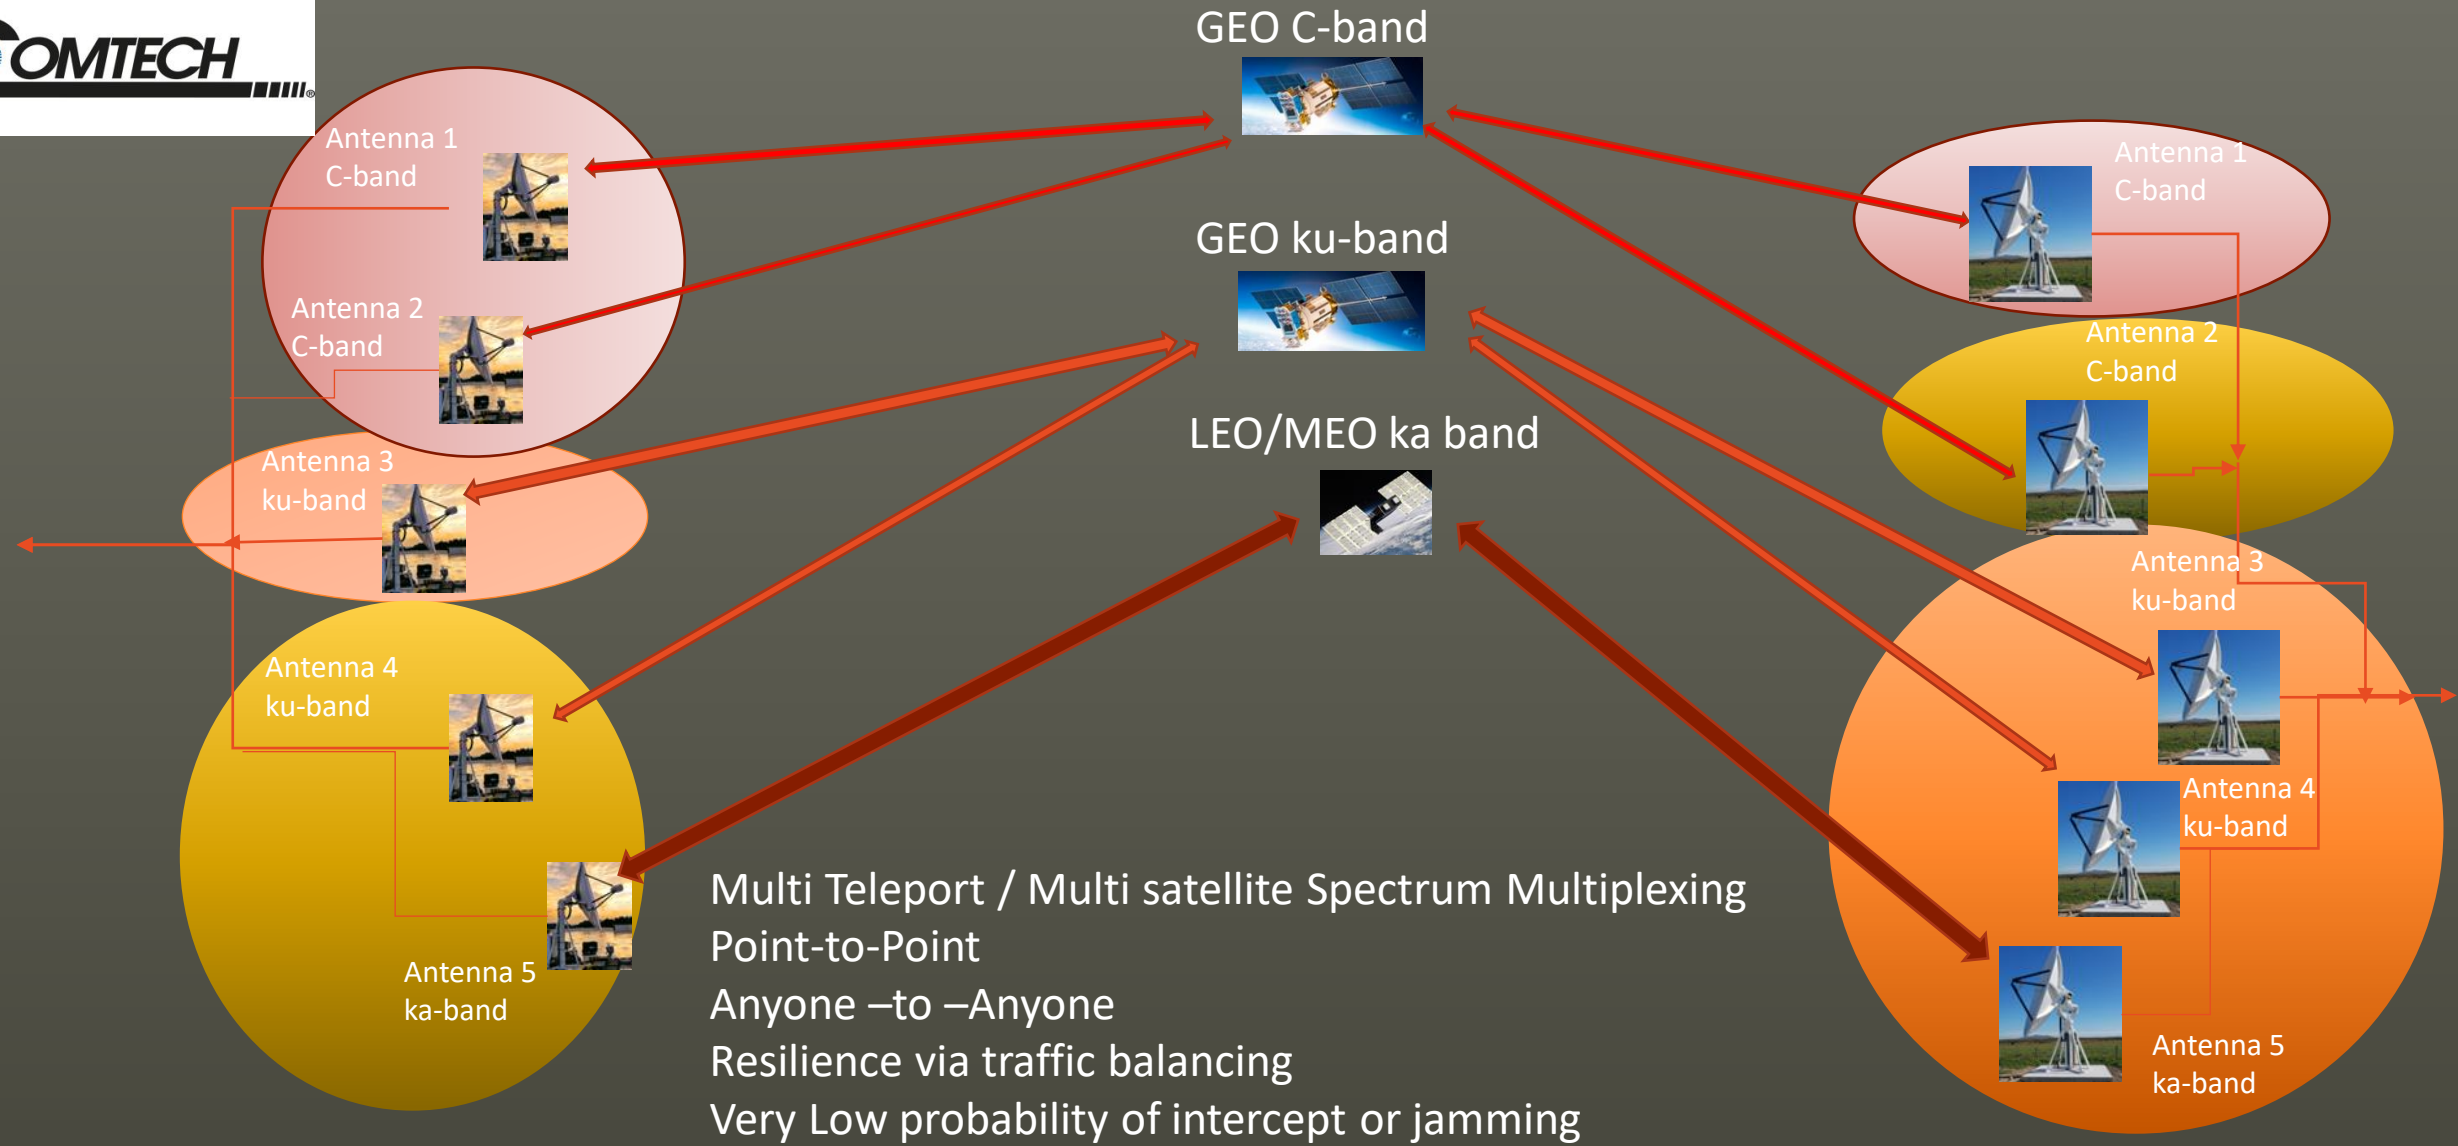 COMTECH
GEO C-band
Antenna 1
C-band
Antenna 2
C-band
Antenna 3
ku-band
Antenna 4
ku-band
Antenna 5
ka-band
GEO ku-band
LEO/MEO ka band
Antenna 1
C-band
Antenna 2
C-band
Antenna 3
ku-band
Antenna 4
ku-band
Antenna 5
ka-band
Multi Teleport / Multi satellite Spectrum Multiplexing
Point-to-Point
Anyone –to –Anyone
Resilience via traffic balancing
Very Low probability of intercept or jamming